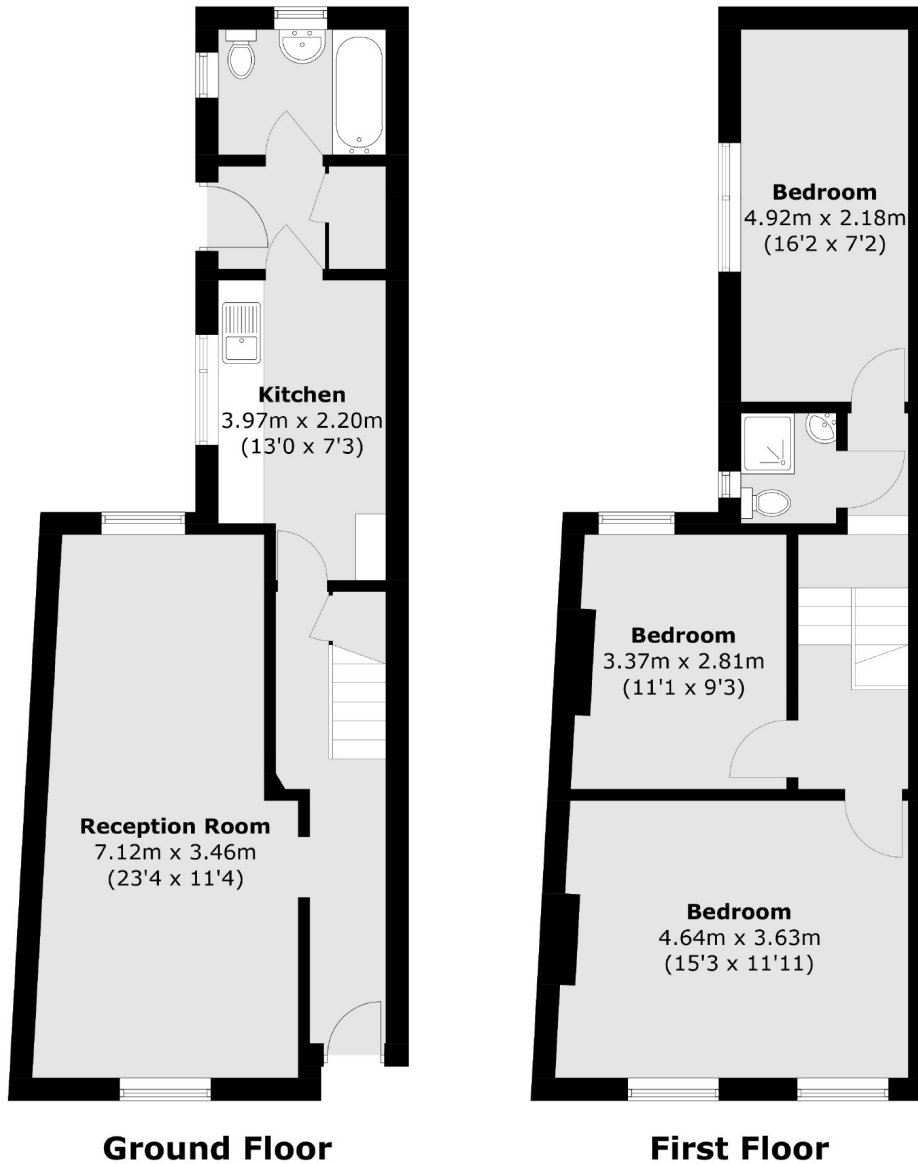 Kitchen
3.97m x 2.20m
(13'0 x 7'3)
Reception Room
7.12m x 3.46m
(23'4 x 11'4)
Ground Floor
Bedroom
4.92m x 2.18m
(16'2 x 7'2)
Bedroom
3.37m x 2.81m
(11'1 x 9'3)
Bedroom
4.64m x 3.63m
(15'3 x 11'11)
First Floor